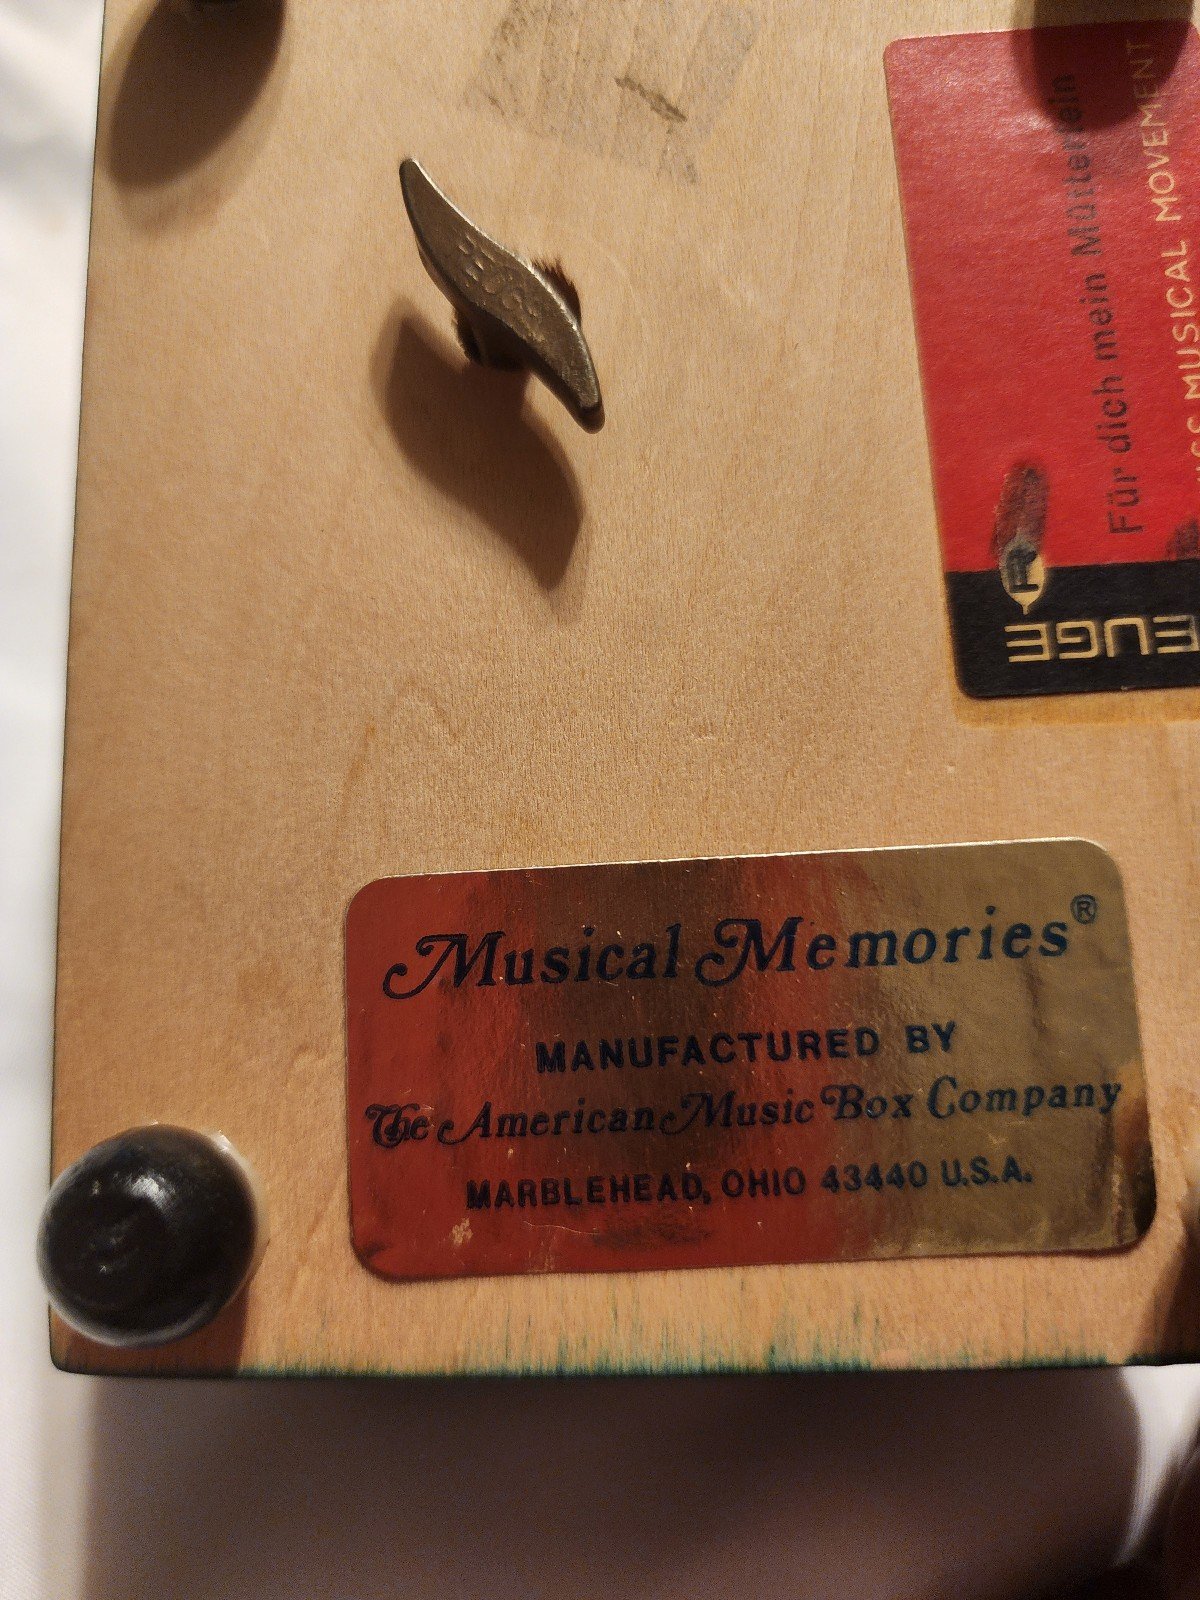 Für dich mein Mütterlein
MUSICAL MOVEMENT
R
EUGE
Musical Memories®
MANUFACTURED BY
The American Music Box Company
MARBLEHEAD, OHIO 43440 U.S.A.